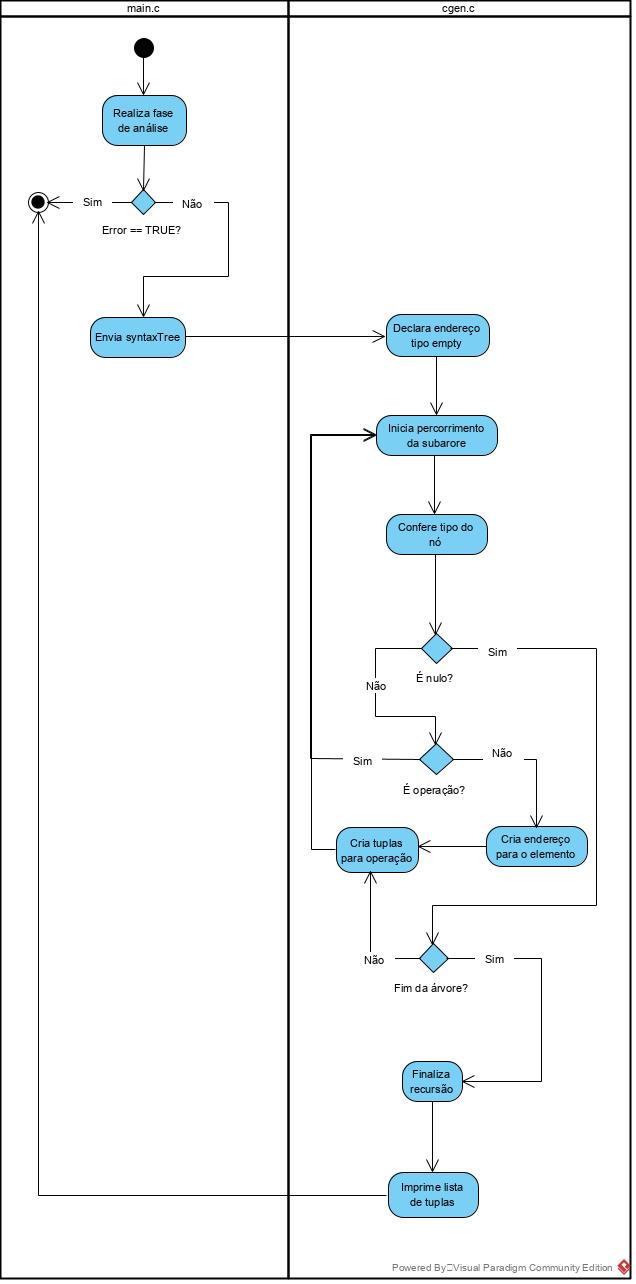 main.c
cgen.c
Realiza fase
de análise
Sim
Não
Error == TRUE?
Envia syntaxTree
Declara endereço
tipo empty
Inicia percorrimento
da subarore
Confere tipo do
nó
Sim
É nulo?
Não
Sim
Não
É operação?
Cria tuplas
para operação
Cria endereço
para o elemento
Não
Sim
Fim da árvore?
Finaliza
recursão
Imprime lista
de tuplas
Powered By Visual Paradigm Community Edition